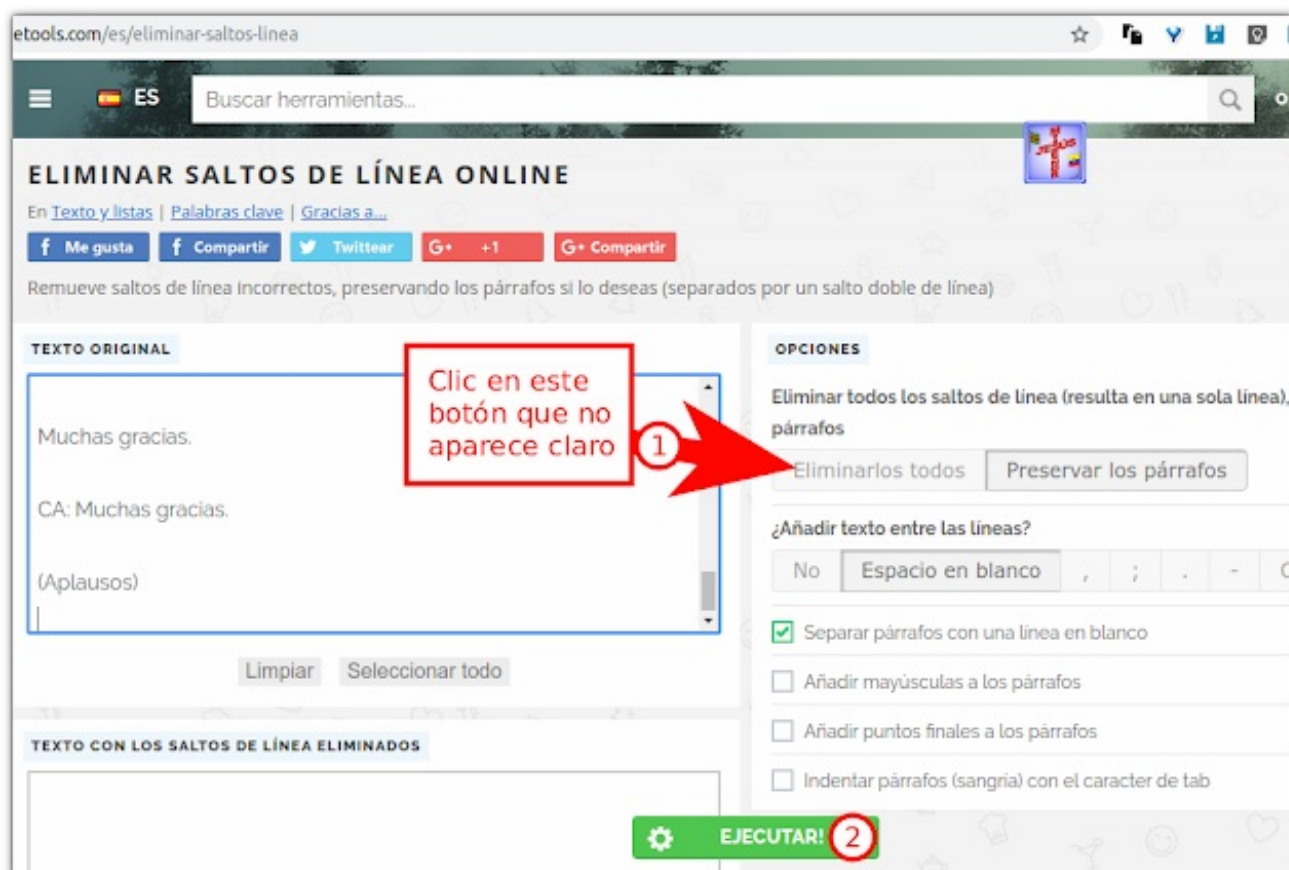 etools.com/es/eliminar-saltos-linea
ES
Buscar herramientas...
ELIMINAR SALTOS DE LÍNEA ONLINE
En Texto y listas | Palabras clave | Gracias a...
Me gusta
Compartir
Twittear
G+ +1
G+ Compartir
Remueve saltos de línea incorrectos, preservando los párrafos si lo deseas (separados por un salto doble de línea)
TEXTO ORIGINAL
Muchas gracias.
CA: Muchas gracias.
(Aplausos)
Limpiar
Seleccionar todo
TEXTO CON LOS SALTOS DE LÍNEA ELIMINADOS
Clic en este
botón que no
aparece claro
1
OPCIONES
Eliminar todos los saltos de línea (resulta en una sola línea),
párrafos
Eliminarlos todos
Preservar los párrafos
¿Añadir texto entre las líneas?
No
Espacio en blanco
,
;
.
-
Separar párrafos con una línea en blanco
Añadir mayúsculas a los párrafos
Añadir puntos finales a los párrafos
Indentar párrafos (sangría) con el caracter de tab
EJECUTAR!
2